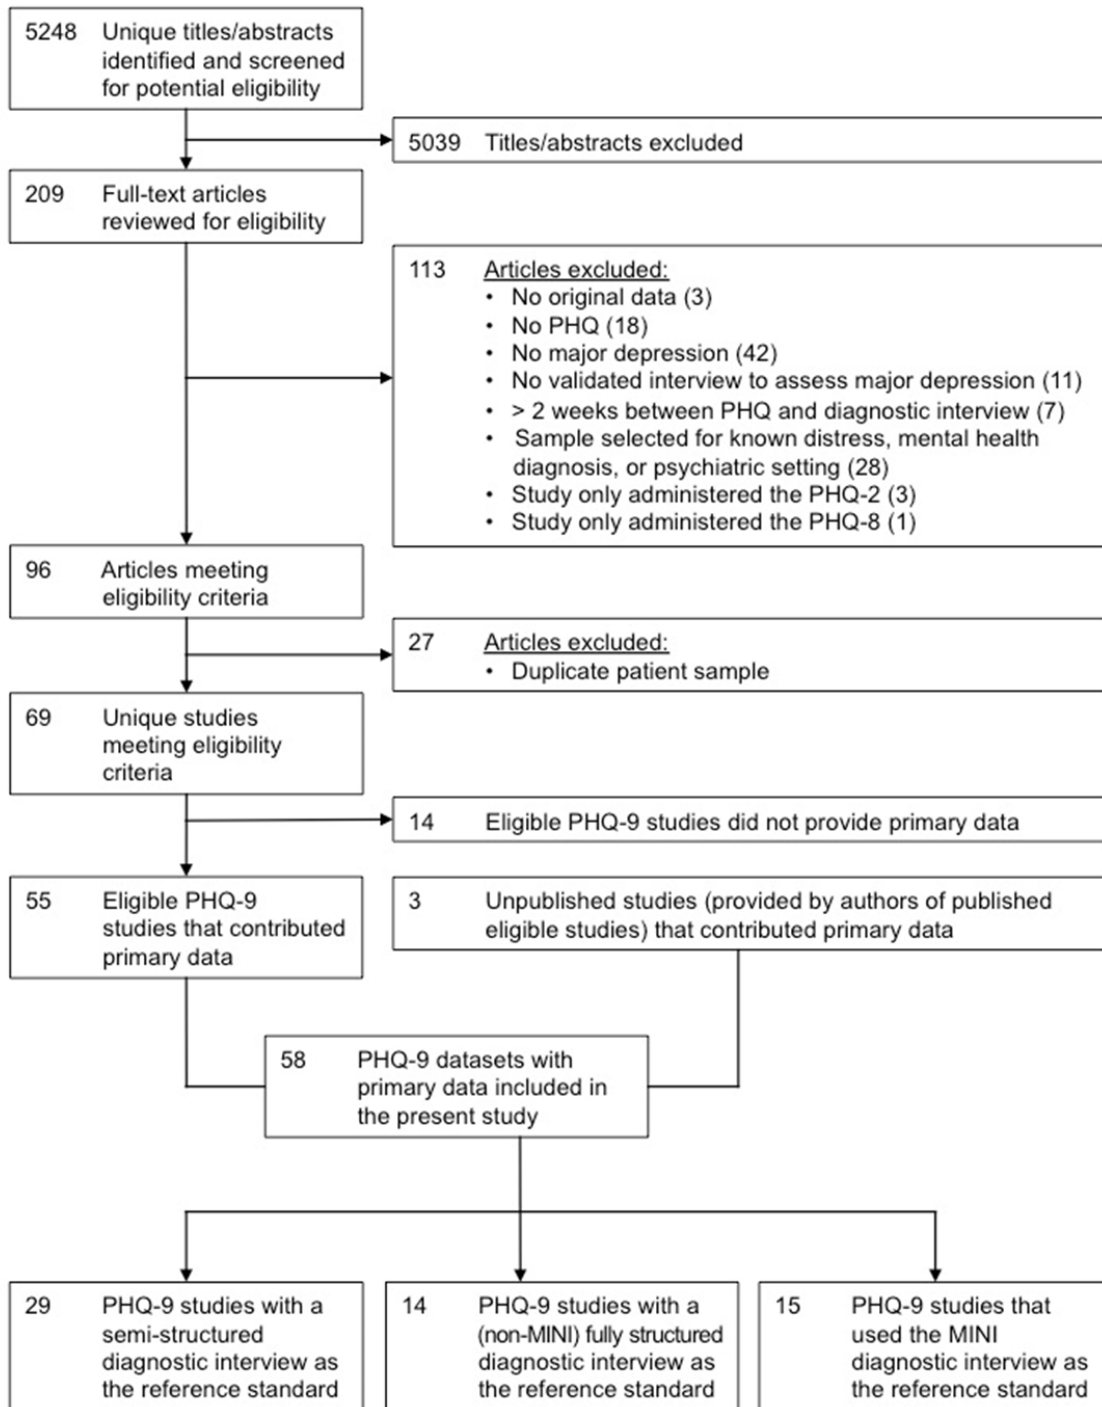 5248 Unique titles/abstracts
identified and screened
for potential eligibility
5039 Titles/abstracts excluded
209 Full-text articles
reviewed for eligibility
113 Articles excluded:
• No original data (3)
• No PHQ (18)
• No major depression (42)
• No validated interview to assess major depression (11)
• > 2 weeks between PHQ and diagnostic interview (7)
• Sample selected for known distress, mental health
diagnosis, or psychiatric setting (28)
• Study only administered the PHQ-2 (3)
• Study only administered the PHQ-8 (1)
96 Articles meeting
eligibility criteria
27 Articles excluded:
• Duplicate patient sample
69 Unique studies
meeting eligibility
criteria
14 Eligible PHQ-9 studies did not provide primary data
55 Eligible PHQ-9
studies that contributed
primary data
3 Unpublished studies (provided by authors of published
eligible studies) that contributed primary data
58 PHQ-9 datasets with
primary data included in
the present study
29 PHQ-9 studies with a
semi-structured
diagnostic interview as
the reference standard
14 PHQ-9 studies with a
(non-MINI) fully structured
diagnostic interview as
the reference standard
15 PHQ-9 studies that
used the MINI
diagnostic interview as
the reference standard